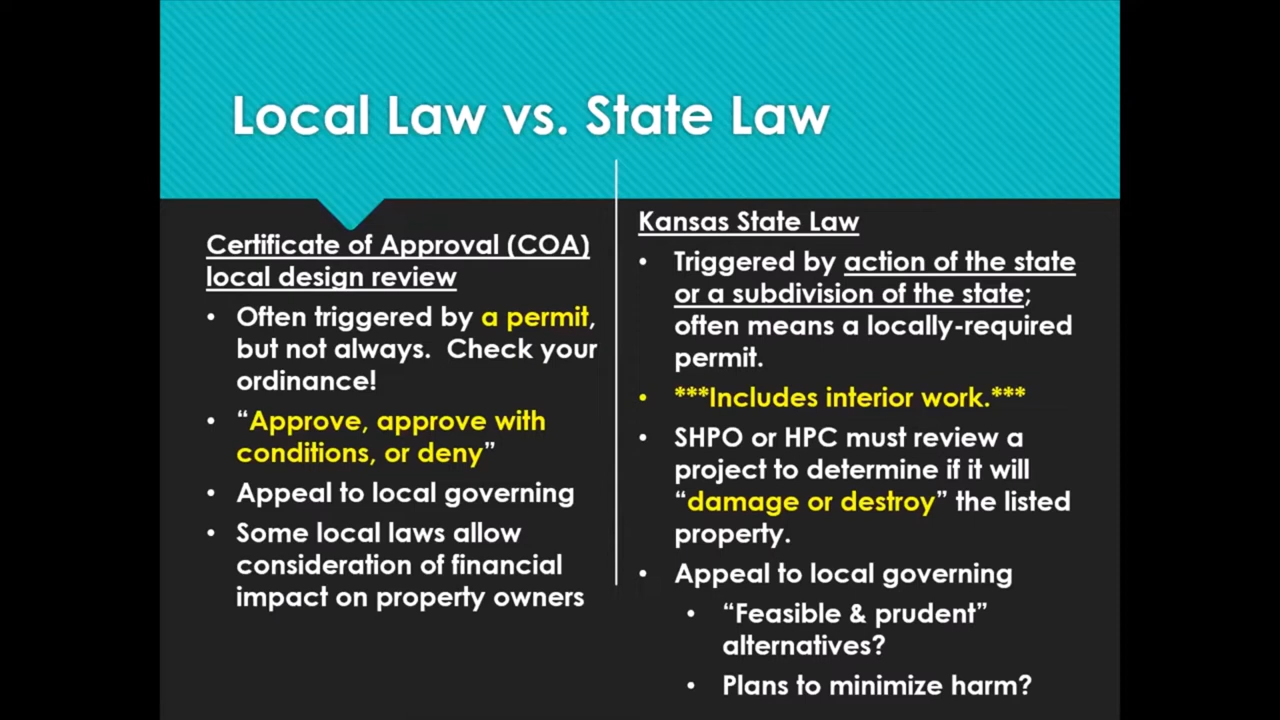 Local Law vs. State Law
Certificate of Approval (COA)
local design review
• Often triggered by a permit,
but not always.  Check your
ordinance!
• “Approve, approve with
conditions, or deny”
• Appeal to local governing
• Some local laws allow
consideration of financial
impact on property owners
Kansas State Law
• Triggered by action of the state
or a subdivision of the state;
often means a locally-required
permit.
• ***Includes interior work.***
• SHPO or HPC must review a
project to determine if it will
“damage or destroy” the listed
property.
• Appeal to local governing
• “Feasible & prudent”
alternatives?
• Plans to minimize harm?